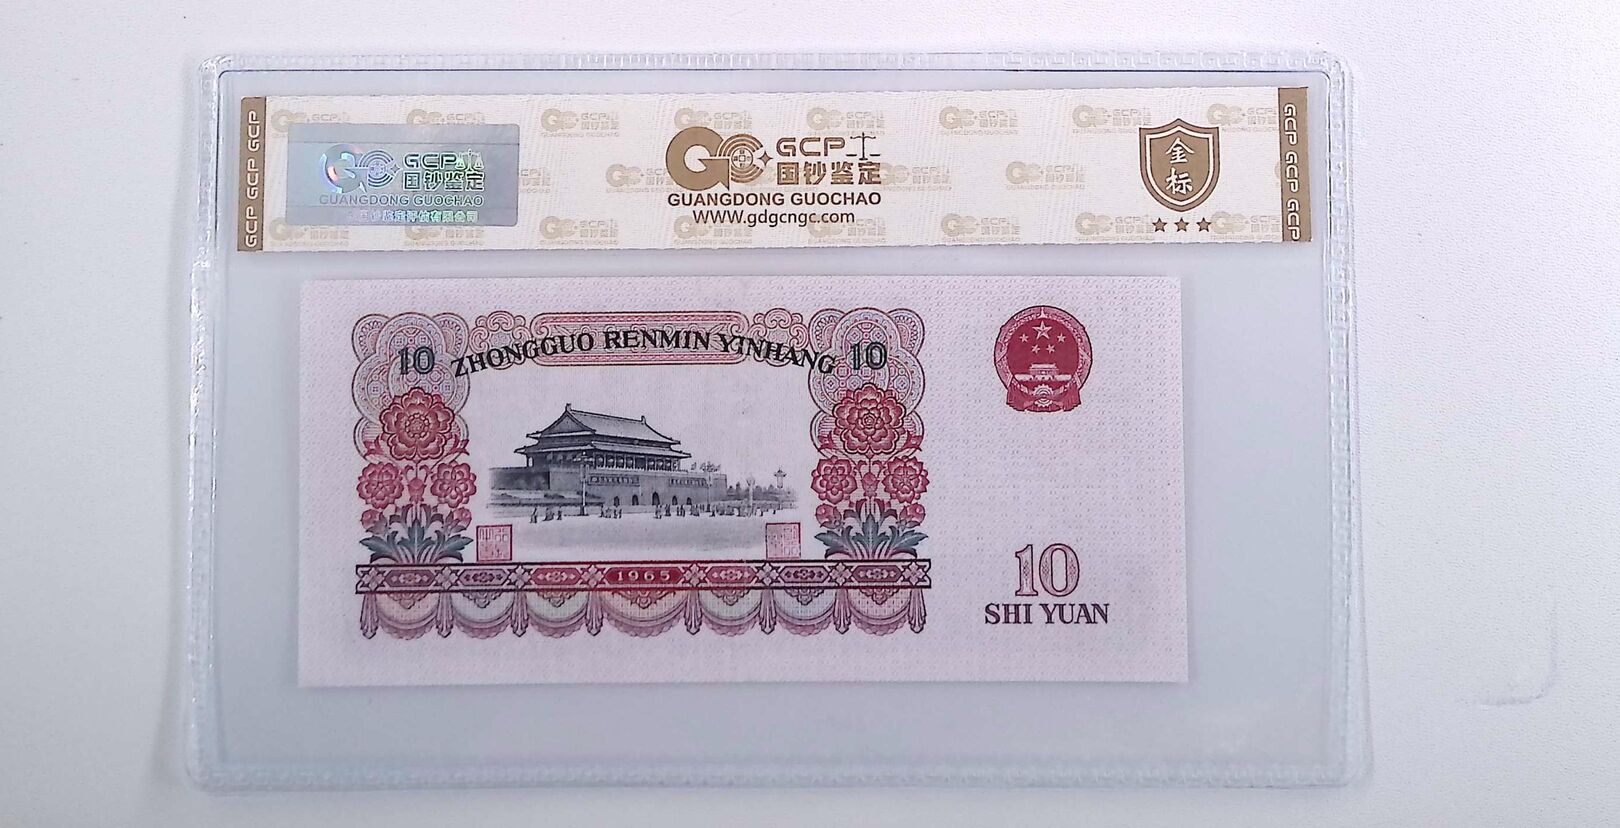 GCP GCP GCP
GCP
国钞鉴定
GUANGDONG GUOCHAO
GCP
国钞鉴定
GUANGDONG GUOCHAO
WWW.gdgcngc.com
金
标
GCP GCP GCP
ZHONGGUO RENMIN YINHANG
10
10
1965
10
SHI YUAN